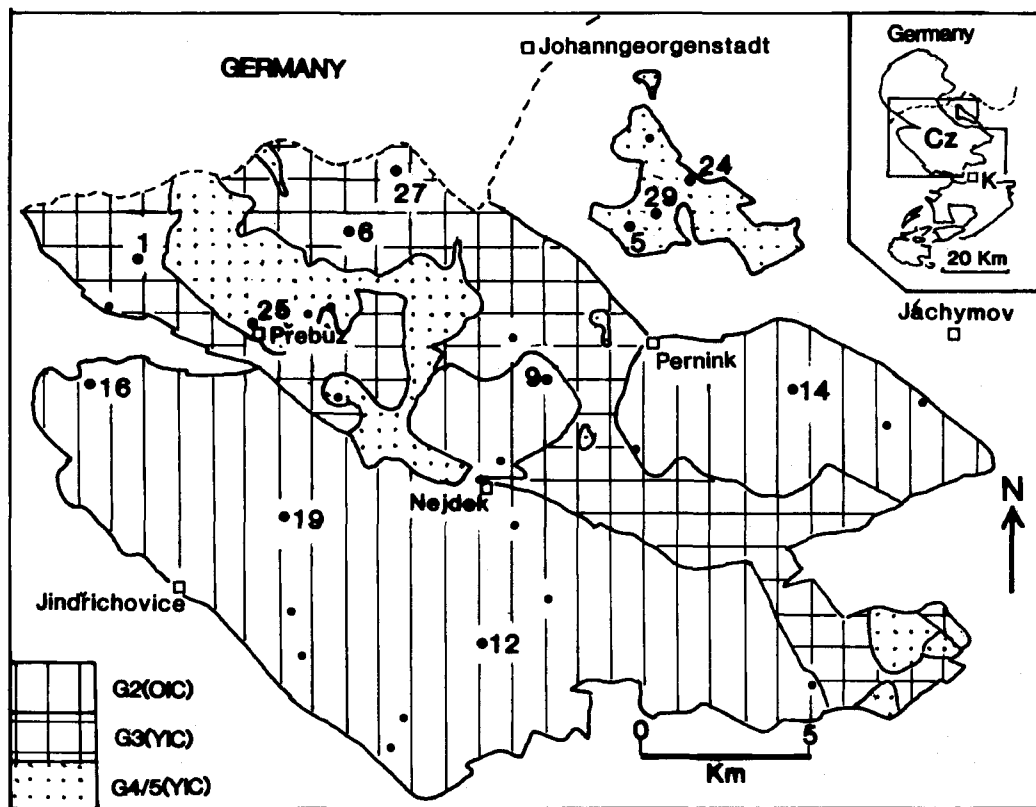 Johanngeorgenstadt
GERMANY
Germany
Cz
K
20 Km
24
27
29
6
5
1
Jáchymov
25
Přebůz
Pernink
16
9
14
N
Nejdek
19
Jindřichovice
12
G2(OIC)
G3(YIC)
G4/5(YIC)
0
5
Km